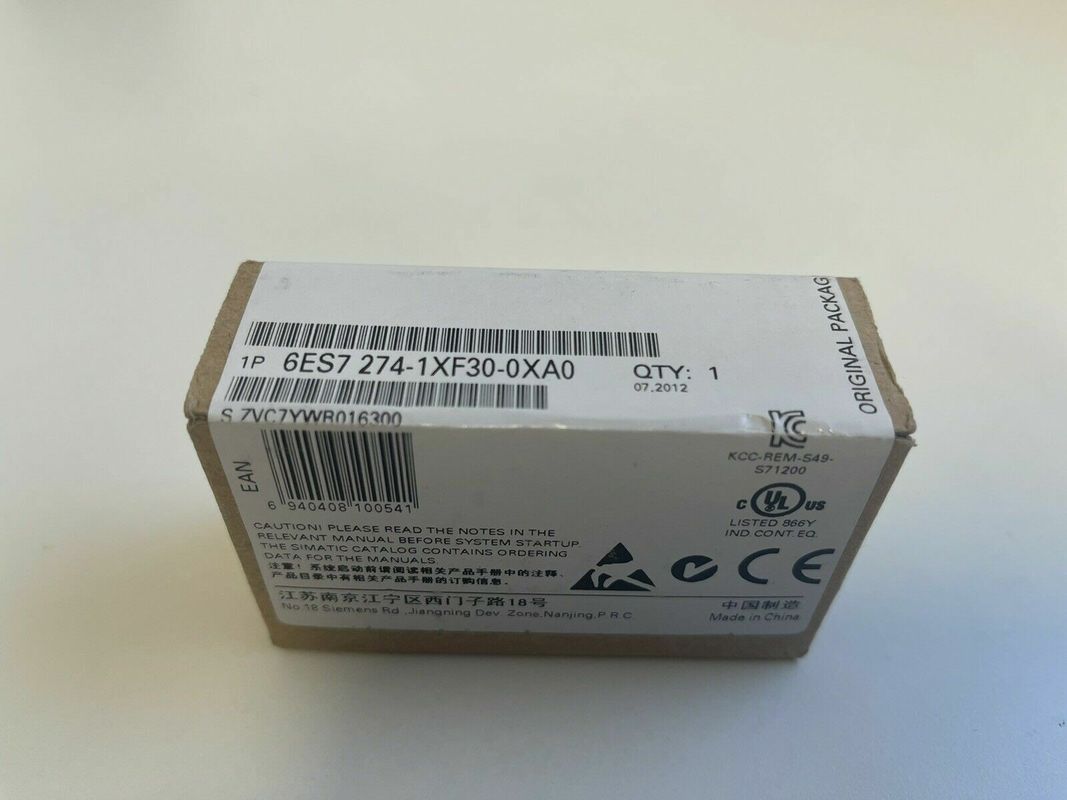 1P 6ES7 274-1XF30-0XA0
QTY: 1
07.2012
S ZVC7YWR016300
ORIGINAL PACKAG
EAN
6 940408 100541
KCC-REM-S49-
S71200
C UL US
LISTED 866Y
IND.CONT.EQ.
CAUTION! PLEASE READ THE NOTES IN THE
RELEVANT MANUAL BEFORE SYSTEM STARTUP.
THE SIMATIC CATALOG CONTAINS ORDERING
DATA FOR THE MANUALS.
注意！系统启动前请阅读相关产品手册中的注释，
产品目录中有相关产品手册的订购信息。
CE
江苏南京江宁区西门子路18号
No.18 Siemens Rd.,Jiangning Dev. Zone,Nanjing,P.R.C.
中国制造
Made in China